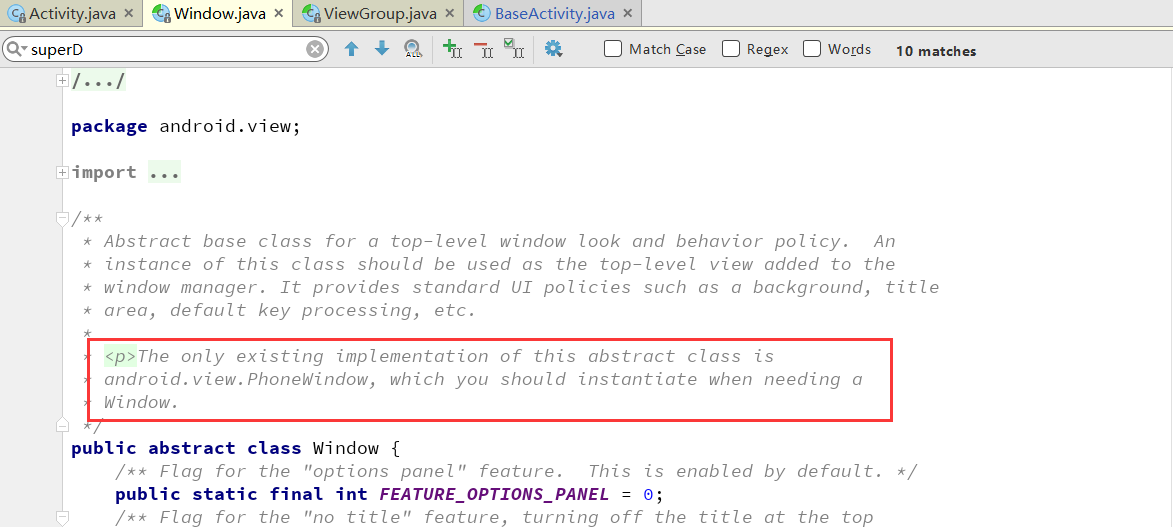 Activity.java Window.java ViewGroup.java BaseActivity.java
superD Match Case Regex Words 10 matches
/.../
package android.view;
import ...
/**
* Abstract base class for a top-level window look and behavior policy.  An
* instance of this class should be used as the top-level view added to the
* window manager. It provides standard UI policies such as a background, title
* area, default key processing, etc.
*
* <p>The only existing implementation of this abstract class is
* android.view.PhoneWindow, which you should instantiate when needing a
* Window.
*/
public abstract class Window {
/** Flag for the "options panel" feature.  This is enabled by default. */
public static final int FEATURE_OPTIONS_PANEL = 0;
/** Flag for the "no title" feature, turning off the title at the top